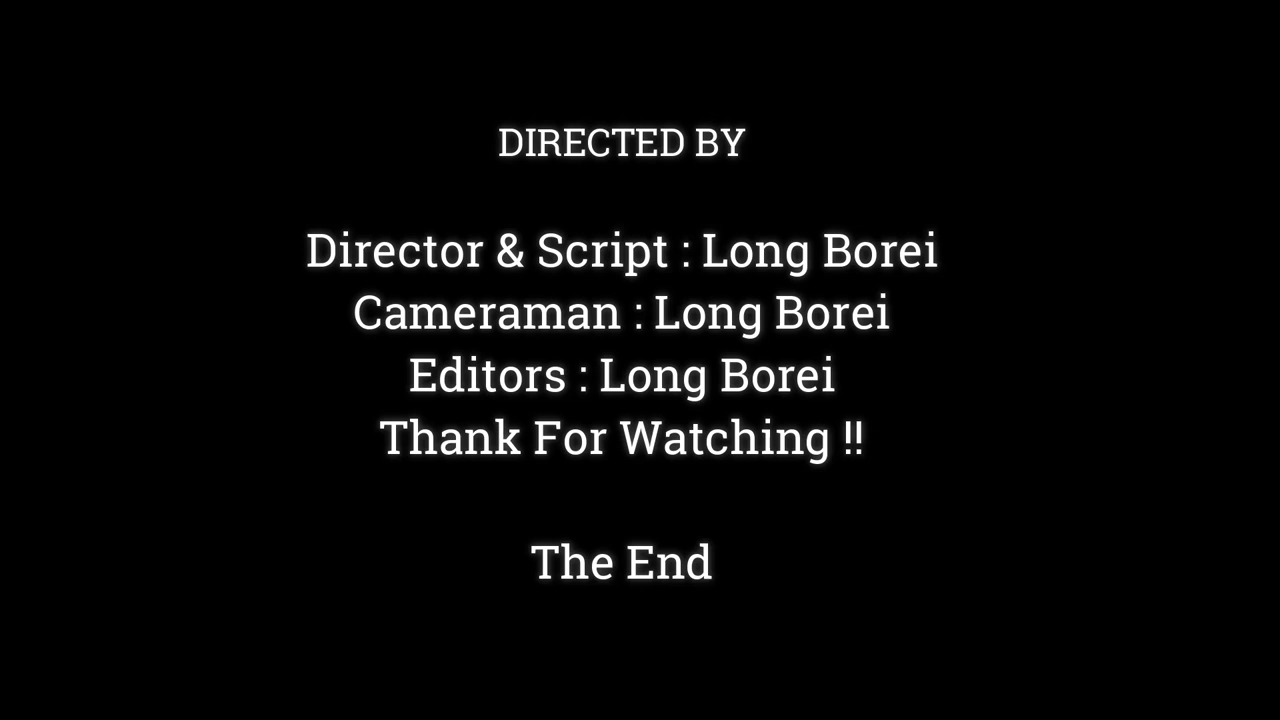 DIRECTED BY
Director & Script : Long Borei
Cameraman : Long Borei
Editors : Long Borei
Thank For Watching !!
The End